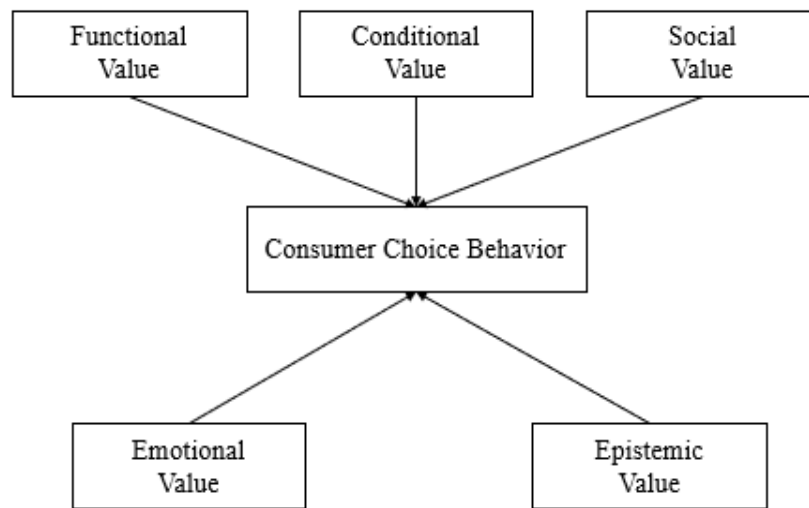 Functional
Value
Conditional
Value
Social
Value
Consumer Choice Behavior
Emotional
Value
Epistemic
Value